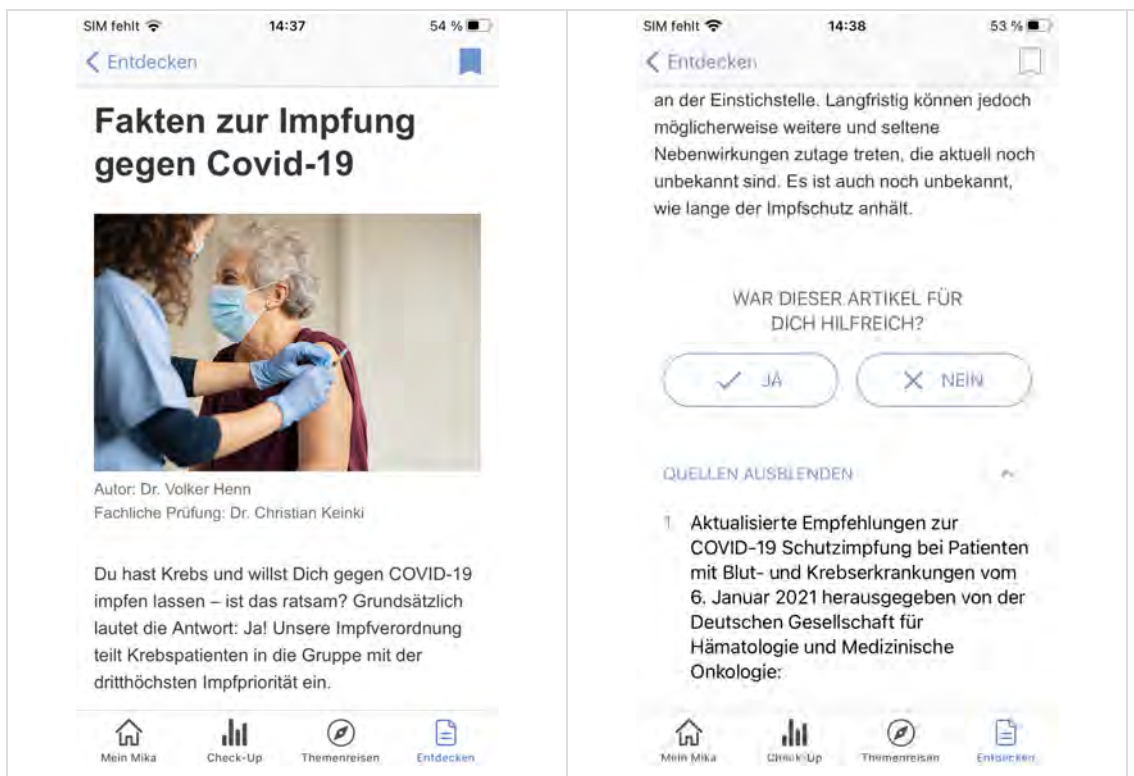 SIM fehlt 14:37 54 %
Entdecken
Fakten zur Impfung
gegen Covid-19
Autor: Dr. Volker Henn
Fachliche Prüfung: Dr. Christian Keinki
Du hast Krebs und willst Dich gegen COVID-19
impfen lassen – ist das ratsam? Grundsätzlich
lautet die Antwort: Ja! Unsere Impfverordnung
teilt Krebspatienten in die Gruppe mit der
dritthöchsten Impfpriorität ein.
Mein Mika Check-Up Themenreisen Entdecken
SIM fehlt 14:38 53 %
Entdecken
an der Einstichstelle. Langfristig können jedoch
möglicherweise weitere und seltene
Nebenwirkungen zutage treten, die aktuell noch
unbekannt sind. Es ist auch noch unbekannt,
wie lange der Impfschutz anhält.
WAR DIESER ARTIKEL FÜR
DICH HILFREICH?
JA NEIN
QUELLEN AUSBLENDEN
1 Aktualisierte Empfehlungen zur
COVID-19 Schutzimpfung bei Patienten
mit Blut- und Krebserkrankungen vom
6. Januar 2021 herausgegeben von der
Deutschen Gesellschaft für
Hämatologie und Medizinische
Onkologie:
Mein Mika Check-Up Themenreisen Entdecken